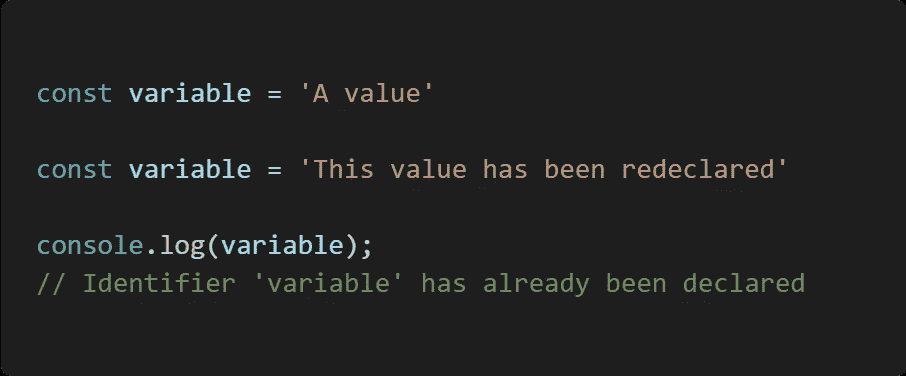 const variable = 'A value'
const variable = 'This value has been redeclared'
console.log(variable);
// Identifier 'variable' has already been declared